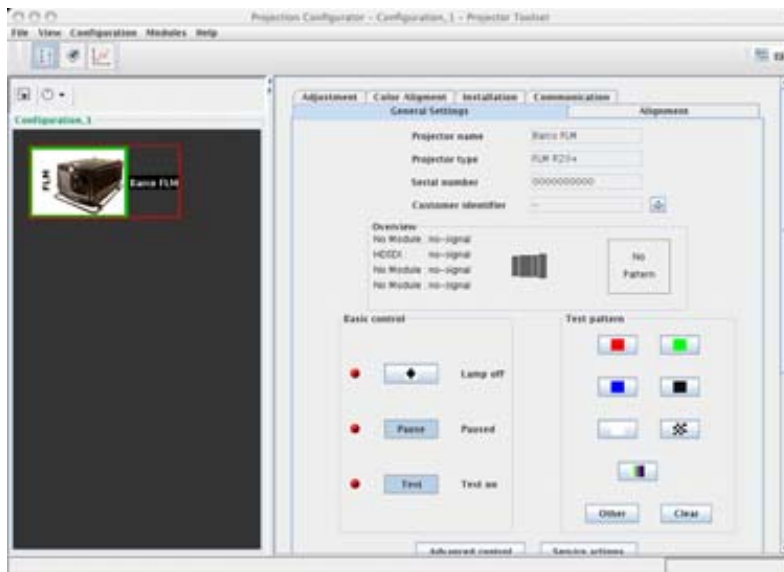 Projection Configurator - Configuration_1 - Projector Toolset
File View Configuration Modules Help
Configuration_1
FLM
Barco FLM
Adjustment Color Alignment Installation Communication
General Settings Alignment
Projector name Barco FLM
Projector type FLM R20+
Serial number 0000000000
Customer identifier -
Overview
No Module : no-signal
HDSDI : no-signal
No Module : no-signal
No Module : no-signal
No
Pattern
Basic control
Lamp off
Pause Paused
Test Test on
Test pattern
Other Clear
Advanced control Service actions